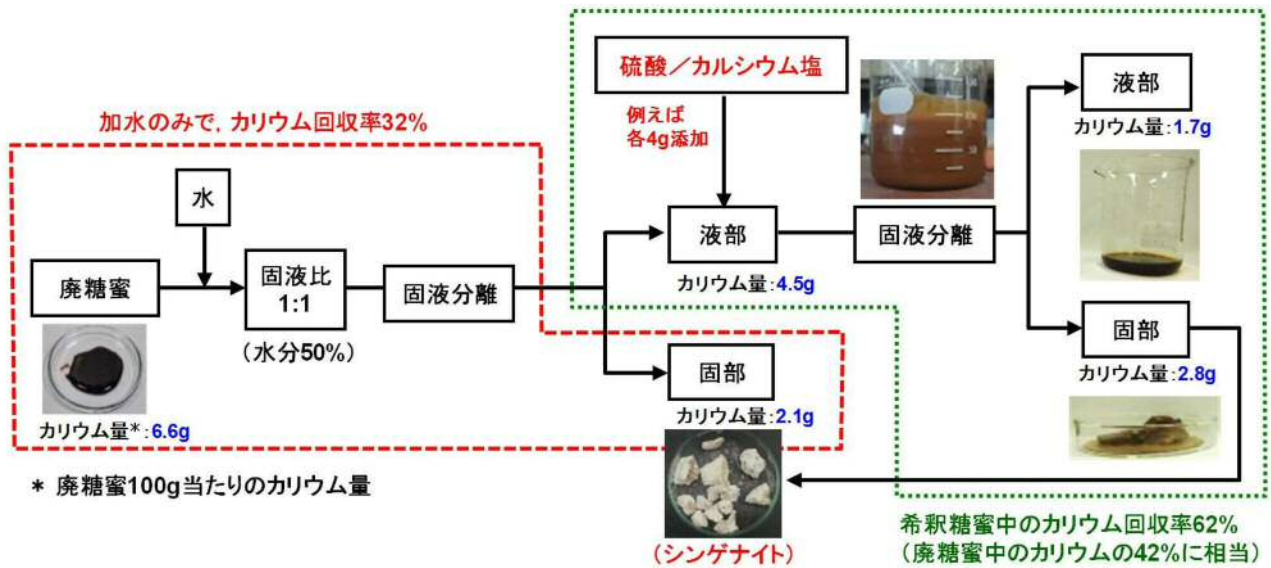 加水のみで，カリウム回収率32%
水
廃糖蜜
カリウム量*：6.6g
固液比
1:1
（水分50%）
固液分離
硫酸／カルシウム塩
例えば
各4g添加
液部
カリウム量：4.5g
固部
カリウム量：2.1g
（シンゲナイト）
固液分離
液部
カリウム量：1.7g
固部
カリウム量：2.8g
* 廃糖蜜100g当たりのカリウム量
希釈糖蜜中のカリウム回収率62%
（廃糖蜜中のカリウムの42%に相当）